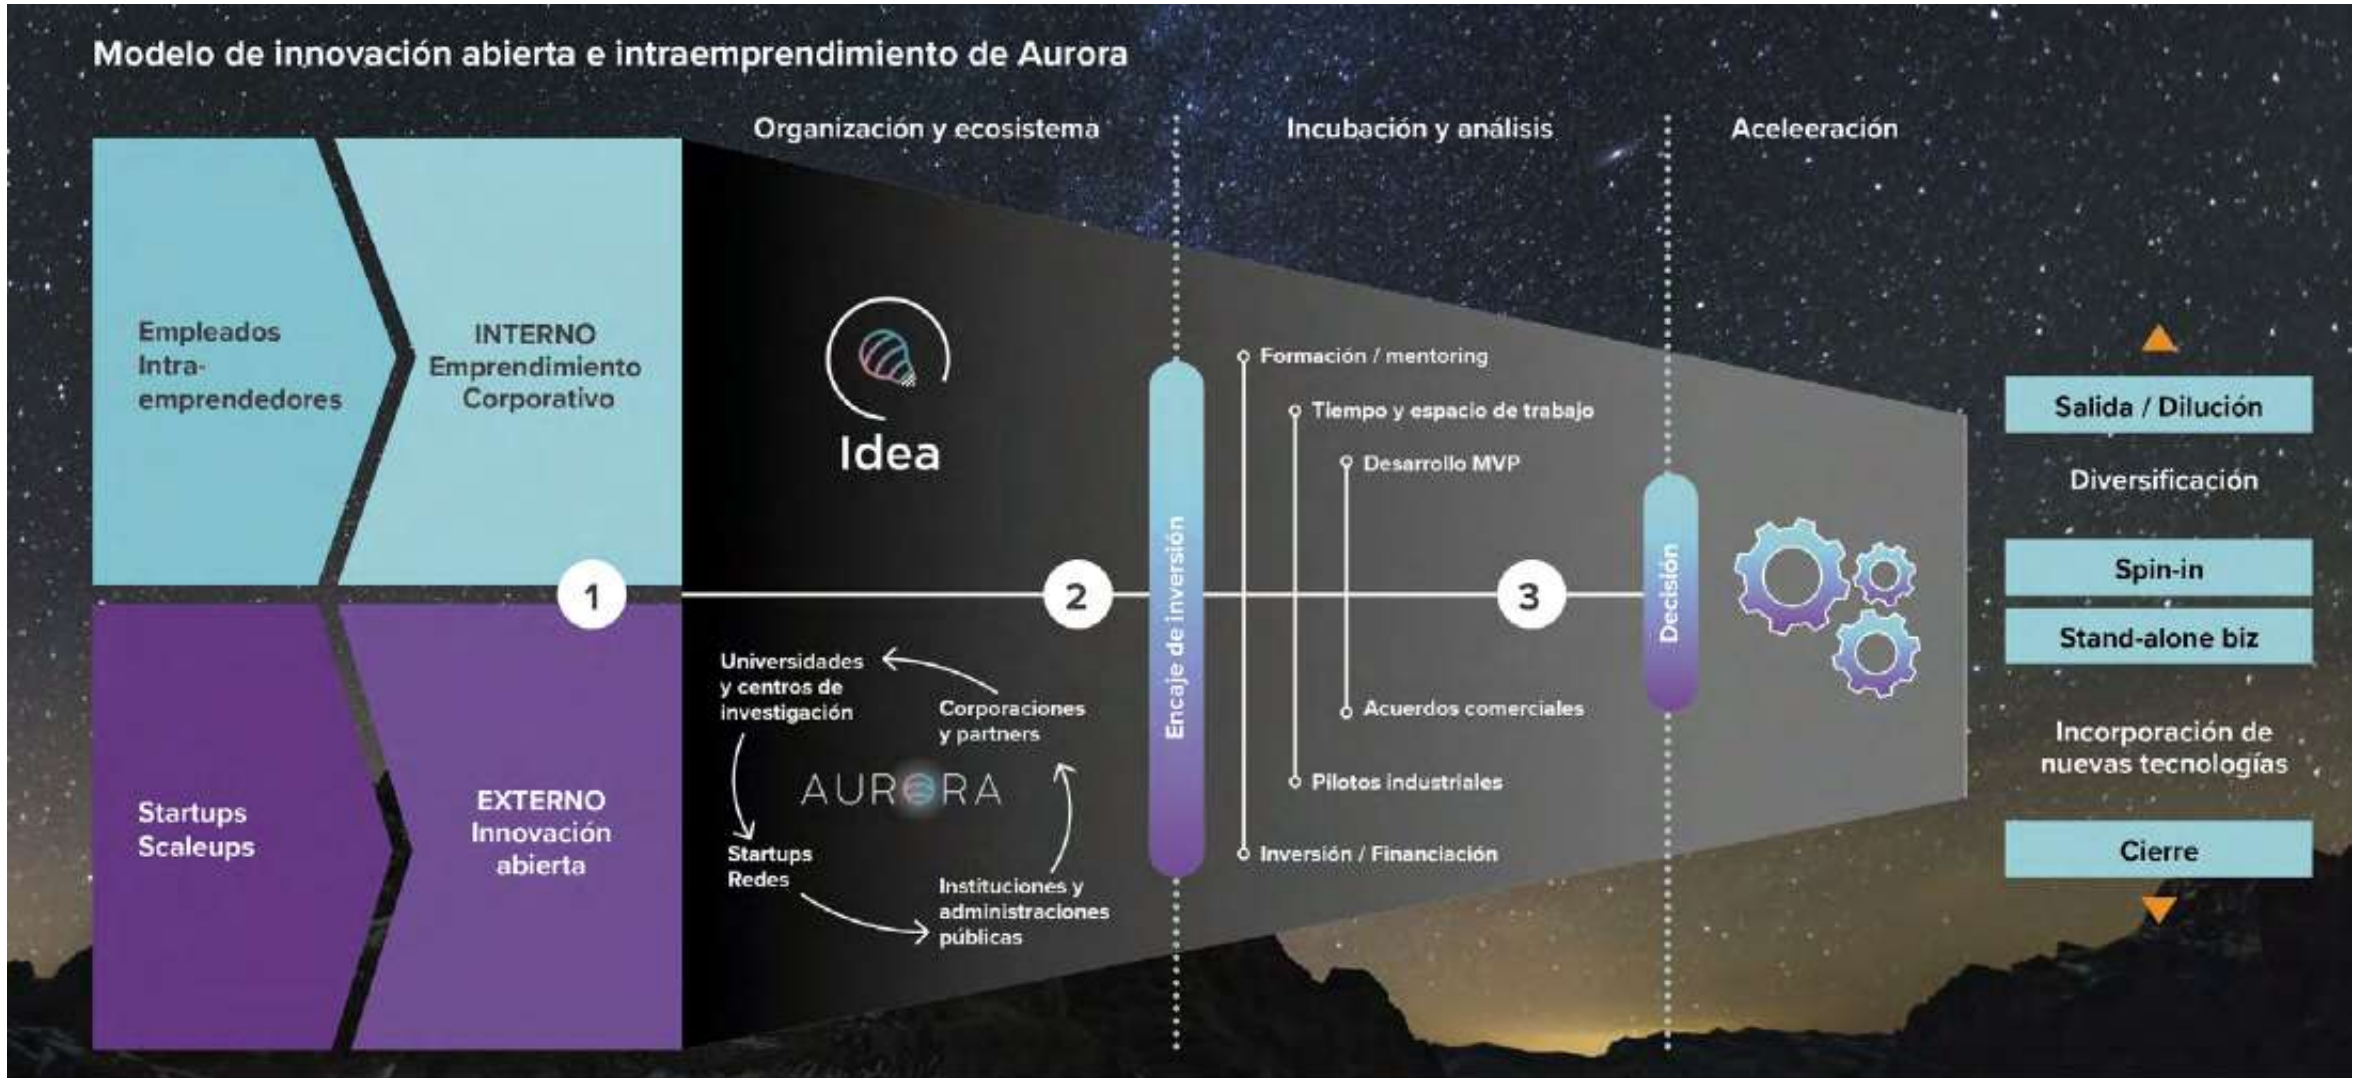 Modelo de innovación abierta e intraemprendimiento de Aurora
Organización y ecosistema
Incubación y análisis
Aceleeración
Empleados
Intra-
emprendedores
INTERNO
Emprendimiento
Corporativo
Startups
Scaleups
EXTERNO
Innovación
abierta
1
Idea
2
Universidades
y centros de
investigación
Corporaciones
y partners
AURORA
Startups
Redes
Instituciones y
administraciones
públicas
Encaje de inversión
Formación / mentoring
Tiempo y espacio de trabajo
Desarrollo MVP
3
Acuerdos comerciales
Pilotos industriales
Inversión / Financiación
Decisión
Salida / Dilución
Diversificación
Spin-in
Stand-alone biz
Incorporación de
nuevas tecnologías
Cierre